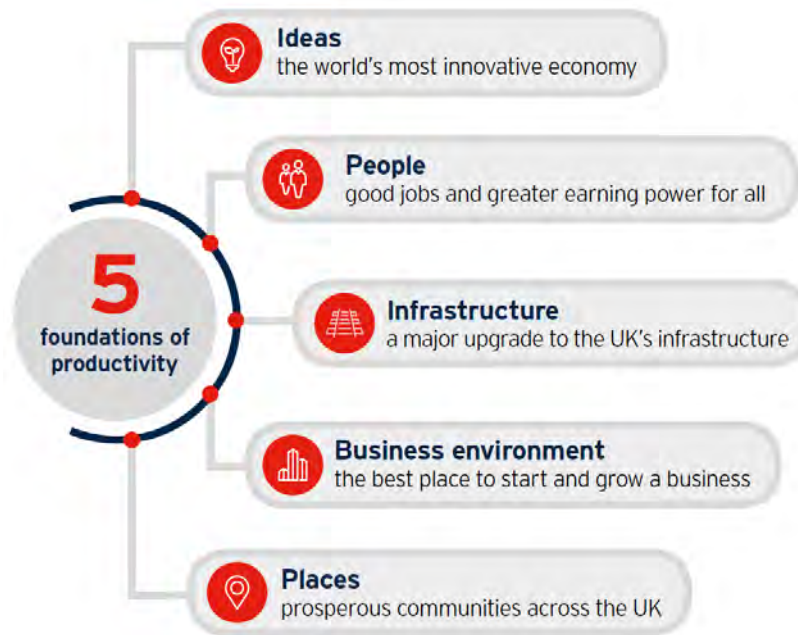 Ideas
the world's most innovative economy
People
good jobs and greater earning power for all
5
foundations of
productivity
Infrastructure
a major upgrade to the UK's infrastructure
Business environment
the best place to start and grow a business
Places
prosperous communities across the UK